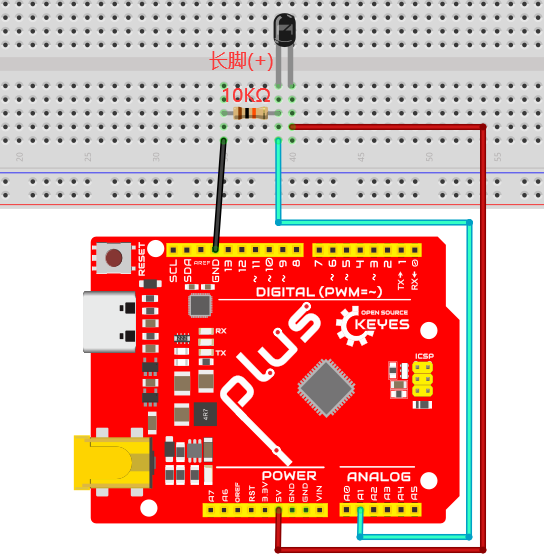 长脚(+)
10KΩ
20
25
30
40
45
50
55
RESET
SCL
SDA
AREF
GND
13
12
~11
~10
~9
8
7
~6
~5
4
~3
2
TX→1
RX←0
DIGITAL (PWM=~)
OPEN SOURCE
KEYES
RX
TX
plus
ICSP
4R7
POWER
ANALOG
A7
A6
OREF
RST
3.3V
5V
GND
GND
VIN
A0
A1
A2
A3
A4
A5